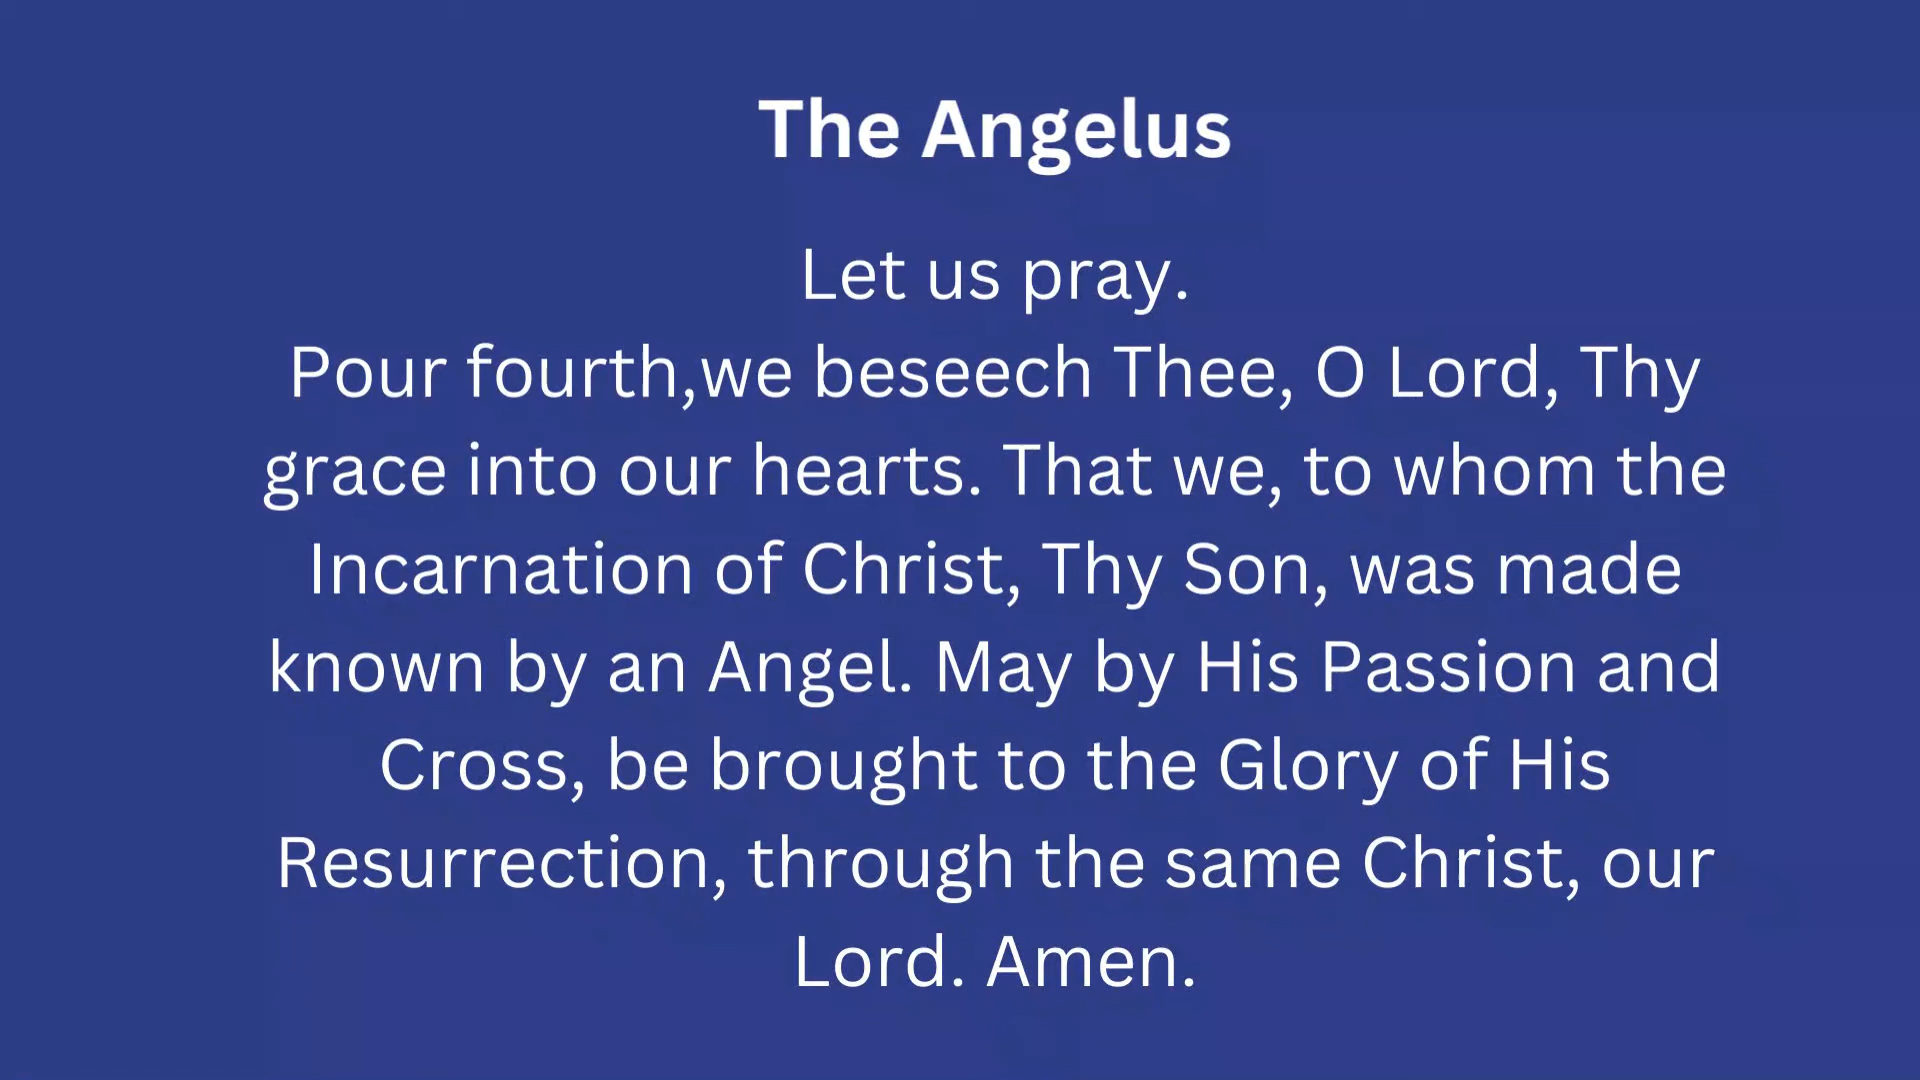 The Angelus
Let us pray.
Pour fourth,we beseech Thee, O Lord, Thy
grace into our hearts. That we, to whom the
Incarnation of Christ, Thy Son, was made
known by an Angel. May by His Passion and
Cross, be brought to the Glory of His
Resurrection, through the same Christ, our
Lord. Amen.